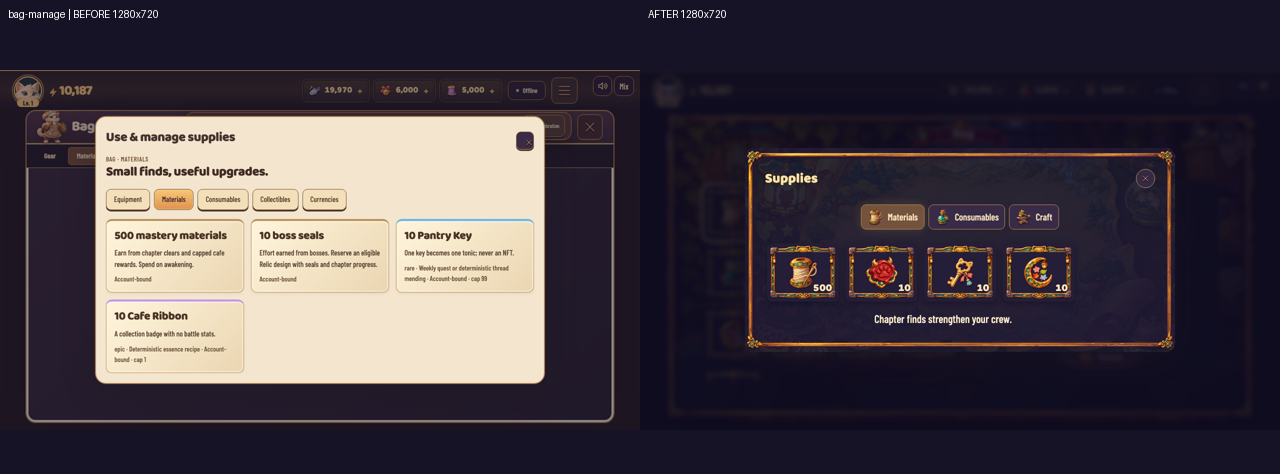 bag-manage | BEFORE 1280x720
AFTER 1280x720
10,187
Lv. 1
19,970 +
6,000 +
5,000 +
Offline
Mix
Bag
Gear
Materia
Use & manage supplies
BAG · MATERIALS
Small finds, useful upgrades.
Equipment
Materials
Consumables
Collectibles
Currencies
500 mastery materials
Earn from chapter clears and capped cafe
rewards. Spend on awakening.
Account-bound
10 boss seals
Effort earned from bosses. Reserve an eligible
Relic design with seals and chapter progress.
Account-bound
10 Pantry Key
One key becomes one tonic; never an NFT.
rare · Weekly quest or deterministic thread
mending · Account-bound · cap 99
10 Cafe Ribbon
A collection badge with no battle stats.
epic · Deterministic essence recipe · Account-
bound · cap 1
Supplies
Materials
Consumables
Craft
500
10
10
10
Chapter finds strengthen your crew.